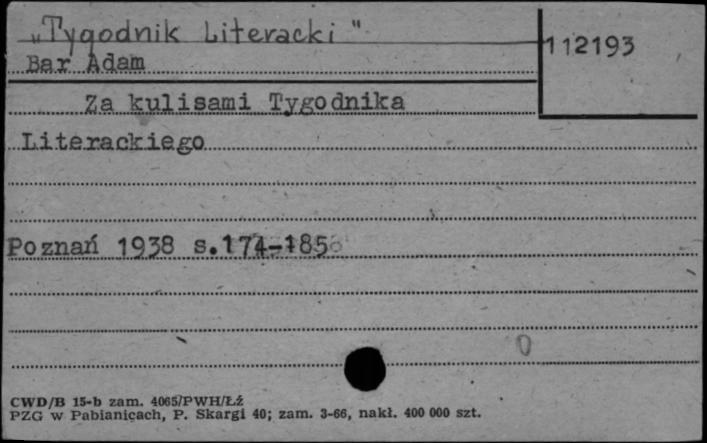 „Tygodnik Literacki"
112193
Bar Adam
Za kulisami Tygodnika
Literackiego
Poznań 1938 s.174-185
0
CWD/B 15-b zam. 4065/PWH/Łź
PZG w Pabianicach, P. Skargi 40; zam. 3-66, nakł. 400 000 szt.